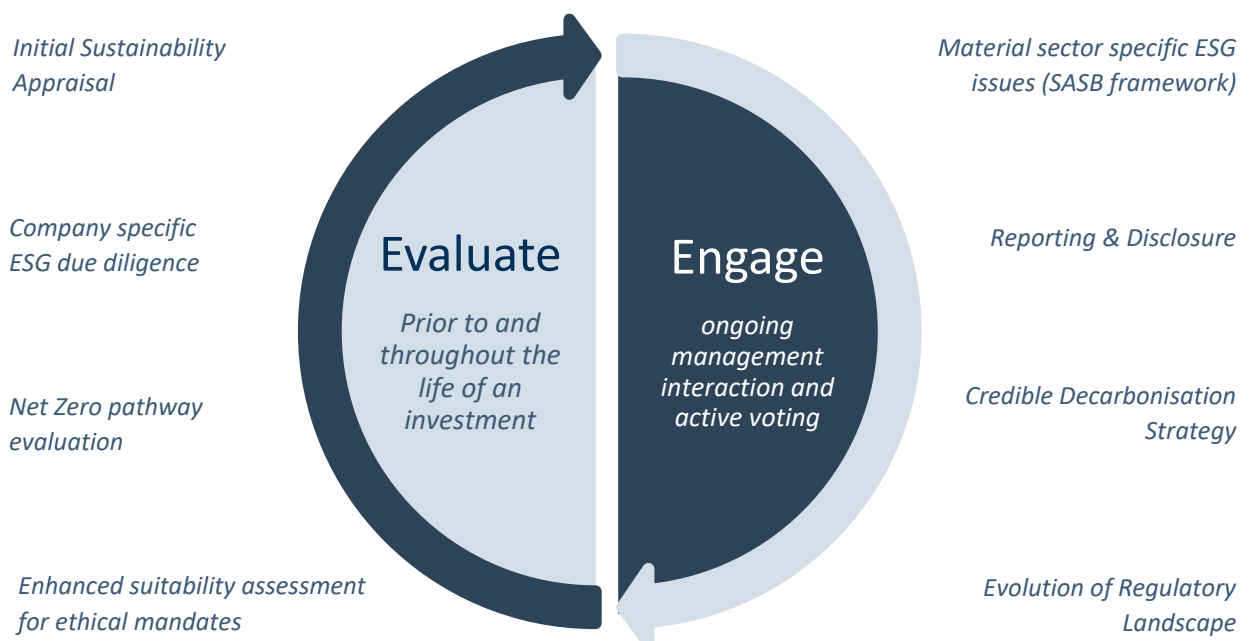 Initial Sustainability
Appraisal
Company specific
ESG due diligence
Net Zero pathway
evaluation
Enhanced suitability assessment
for ethical mandates
Evaluate
Prior to and
throughout the
life of an
investment
Engage
ongoing
management
interaction and
active voting
Material sector specific ESG
issues (SASB framework)
Reporting & Disclosure
Credible Decarbonisation
Strategy
Evolution of Regulatory
Landscape